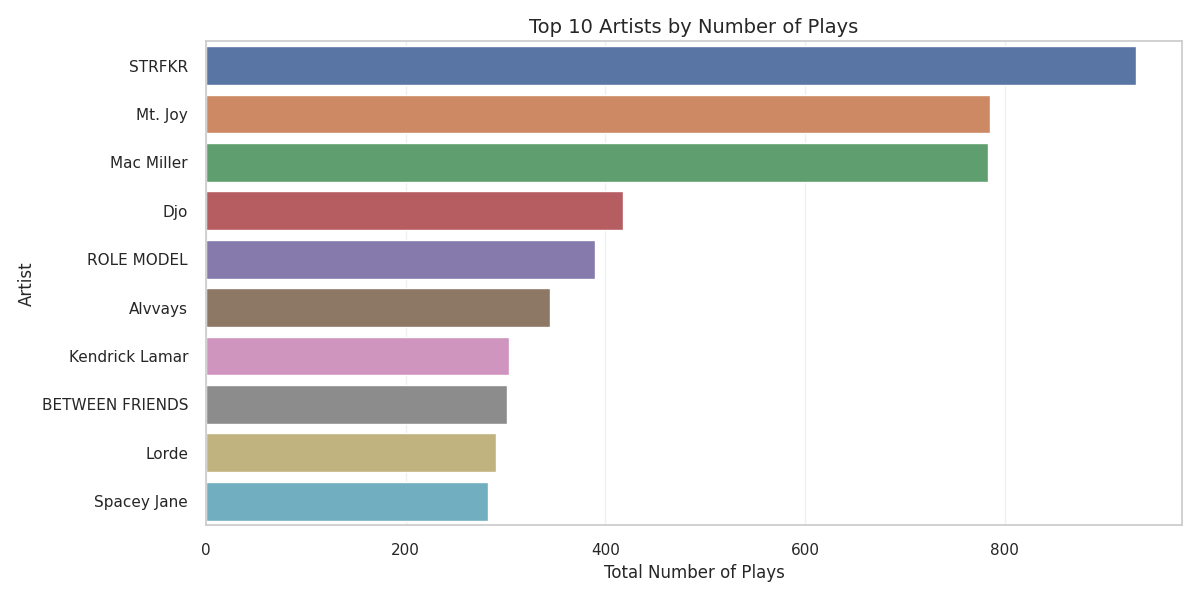 Top 10 Artists by Number of Plays
STRFKR
Mt. Joy
Mac Miller
Djo
ROLE MODEL
Alvvays
Kendrick Lamar
BETWEEN FRIENDS
Lorde
Spacey Jane
Artist
0 200 400 600 800
Total Number of Plays